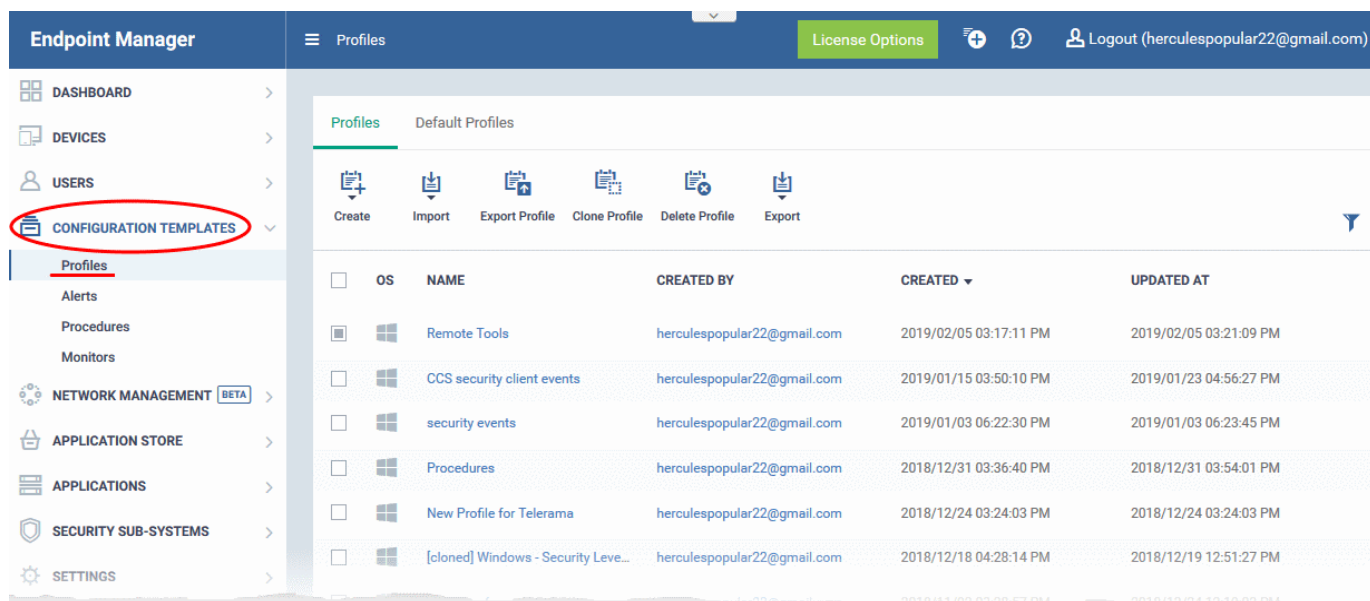 Endpoint Manager
Profiles
License Options
Logout (herculespopular22@gmail.com)
DASHBOARD
DEVICES
USERS
CONFIGURATION TEMPLATES
Profiles
Alerts
Procedures
Monitors
NETWORK MANAGEMENT BETA
APPLICATION STORE
APPLICATIONS
SECURITY SUB-SYSTEMS
SETTINGS
Profiles Default Profiles
Create Import Export Profile Clone Profile Delete Profile Export
OS NAME CREATED BY CREATED UPDATED AT
Remote Tools herculespopular22@gmail.com 2019/02/05 03:17:11 PM 2019/02/05 03:21:09 PM
CCS security client events herculespopular22@gmail.com 2019/01/15 03:50:10 PM 2019/01/23 04:56:27 PM
security events herculespopular22@gmail.com 2019/01/03 06:22:30 PM 2019/01/03 06:23:45 PM
Procedures herculespopular22@gmail.com 2018/12/31 03:36:40 PM 2018/12/31 03:54:01 PM
New Profile for Telerama herculespopular22@gmail.com 2018/12/24 03:24:03 PM 2018/12/24 03:24:03 PM
[cloned] Windows - Security Leve... herculespopular22@gmail.com 2018/12/18 04:28:14 PM 2018/12/19 12:51:27 PM